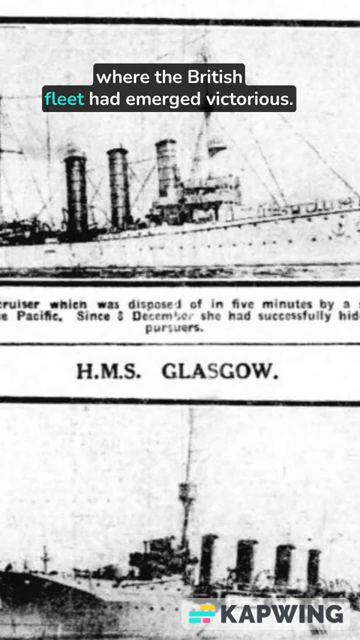 where the British
fleet had emerged victorious.
cruiser which was disposed of in five minutes by a
Pacific. Since 8 December she had successfully hid
pursuers.
H.M.S. GLASGOW.
KAPWING